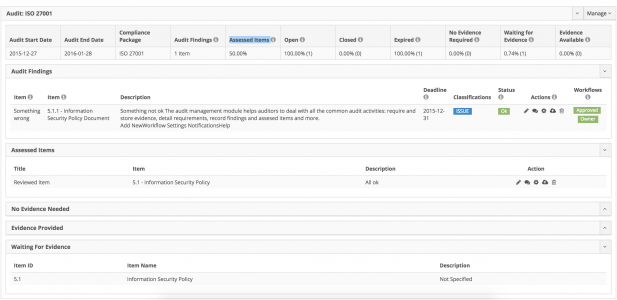 Audit: ISO 27001
Manage
Audit Start Date Audit End Date Compliance Package Audit Findings Assessed Items Open Closed Expired No Evidence Required Waiting for Evidence Evidence Available
2015-12-27 2016-01-28 ISO 27001 1 Item 50.00% 100.00% (1) 0.00% (0) 100.00% (1) 0.00% (0) 0.74% (1) 0.00% (0)
Audit Findings
Item Item Description Deadline Classifications Status Actions Workflows
Something wrong 5.1.1 - Information Security Policy Document Something not ok The audit management module helps auditors to deal with all the common audit activities: require and 2015-12-31 ISSUE Ok Approved
store evidence, detail requirements, record findings and assessed items and more. Owner
Add NewWorkflow Settings NotificationsHelp
Assessed Items
Title Item Description Action
Reviewed Item 5.1 - Information Security Policy All ok
No Evidence Needed
Evidence Provided
Waiting For Evidence
Item ID Item Name Description
5.1 Information Security Policy Not Specified